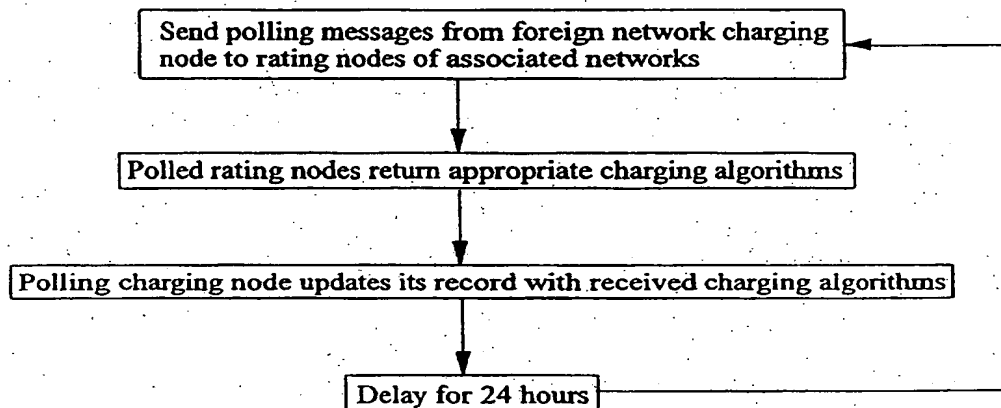 Send polling messages from foreign network charging
node to rating nodes of associated networks
Polled rating nodes return appropriate charging algorithms
Polling charging node updates its record with received charging algorithms
Delay for 24 hours